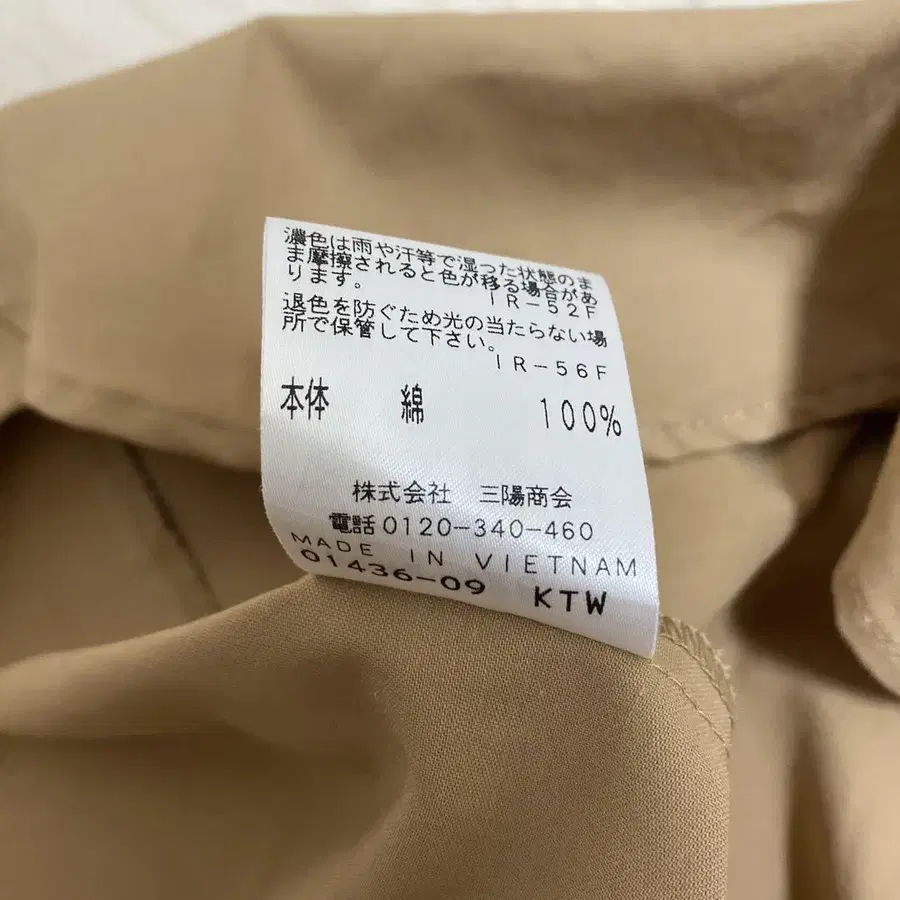 濃色は雨や汗等で湿った状態のま
ま摩擦されると色が移る場合があ
ります。 IR-52F
退色を防ぐため光の当たらない場
所で保管して下さい。
IR-56F
本体 綿 100%
株式会社 三陽商会
電話0120-340-460
MADE IN VIETNAM
01436-09 KTW